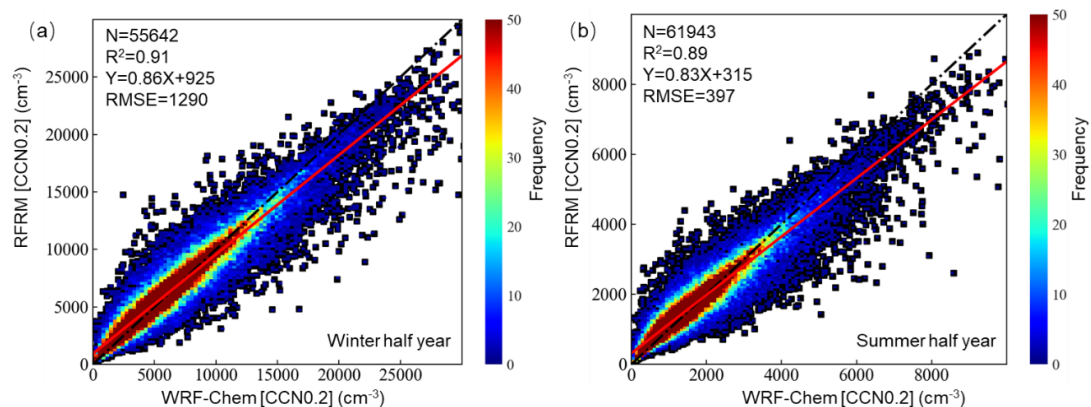 (a)
N=55642
R²=0.91
Y=0.86X+925
RMSE=1290
RFRM [CCN0.2] (cm⁻³)
25000
20000
15000
10000
5000
0
0 5000 10000 15000 20000 25000
WRF-Chem [CCN0.2] (cm⁻³)
Winter half year
50
40
30
20
10
0
Frequency
(b)
N=61943
R²=0.89
Y=0.83X+315
RMSE=397
RFRM [CCN0.2] (cm⁻³)
8000
6000
4000
2000
0
0 2000 4000 6000 8000
WRF-Chem [CCN0.2] (cm⁻³)
Summer half year
50
40
30
20
10
0
Frequency